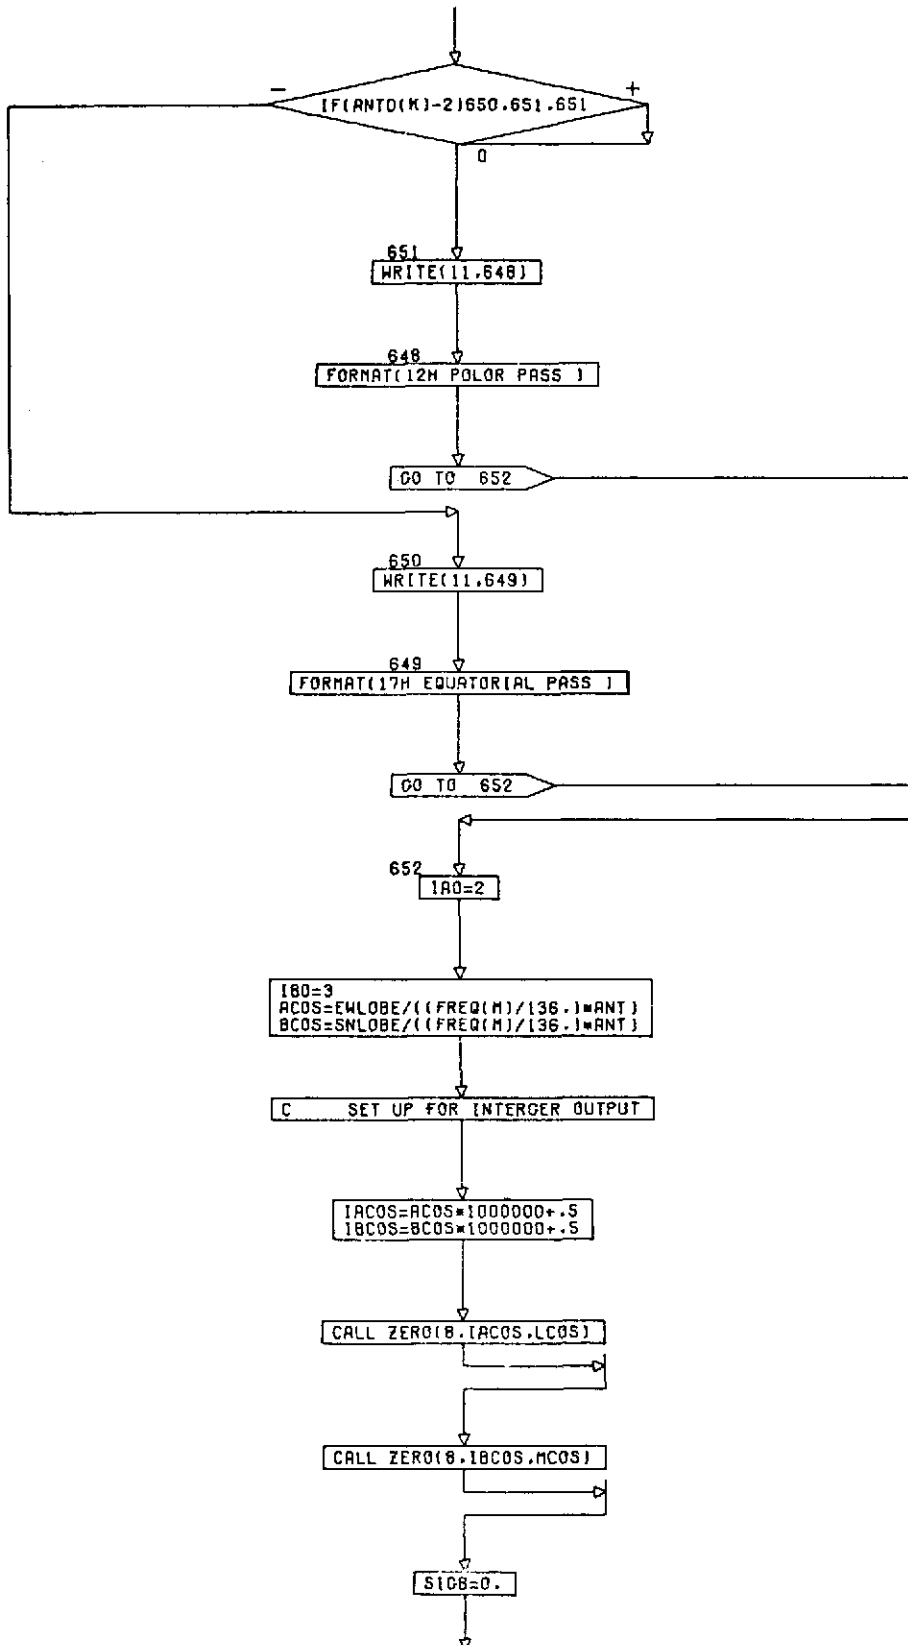 - +
IF(ANTD(K)-2)650,651,651
0
651
WRITE(11,648)
648
FORMAT(12H POLOR PASS )
GO TO 652
650
WRITE(11,649)
649
FORMAT(17H EQUATORIAL PASS )
GO TO 652
652
IAO=2
IBO=3
ACOS=EWLOBE/((FREQ(M)/136.)*ANT)
BCOS=SNLOBE/((FREQ(M)/136.)*ANT)
C SET UP FOR INTERGER OUTPUT
IACOS=ACOS*1000000+.5
IBCOS=BCOS*1000000+.5
CALL ZERO(8,IACOS,LCOS)
CALL ZERO(8,IBCOS,MCOS)
SIDB=0.